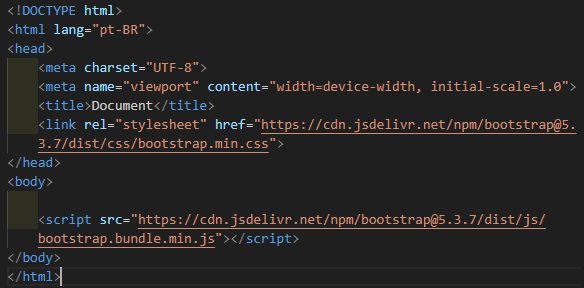 <!DOCTYPE html>
<html lang="pt-BR">
<head>
    <meta charset="UTF-8">
    <meta name="viewport" content="width=device-width, initial-scale=1.0">
    <title>Document</title>
    <link rel="stylesheet" href="https://cdn.jsdelivr.net/npm/bootstrap@5.
    3.7/dist/css/bootstrap.min.css">
</head>
<body>

    <script src="https://cdn.jsdelivr.net/npm/bootstrap@5.3.7/dist/js/
    bootstrap.bundle.min.js"></script>
</body>
</html>